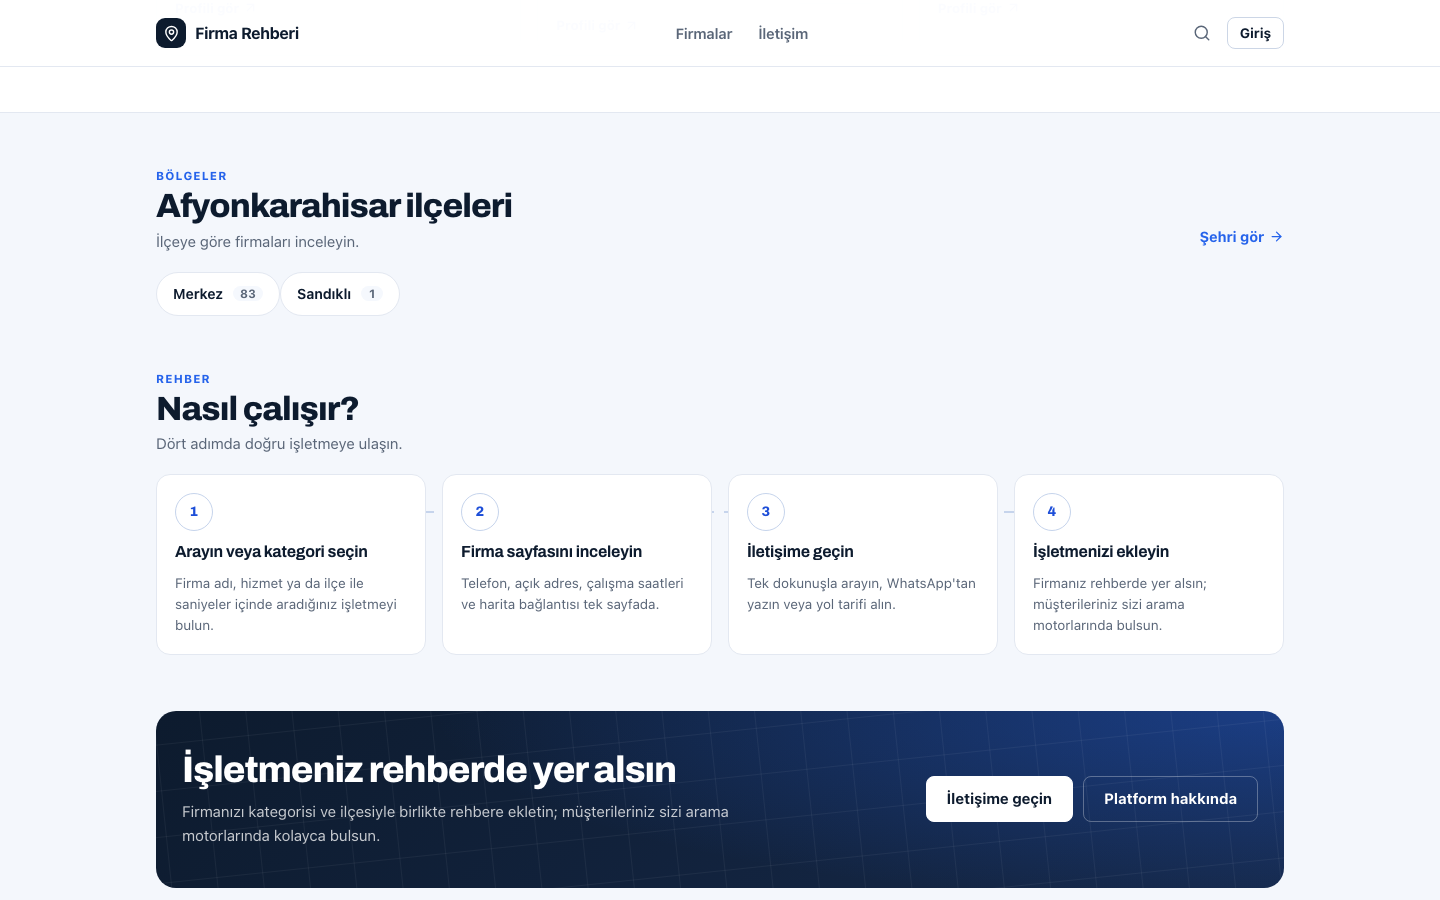 Firma Rehberi
Firmalar
İletişim
Giriş
BÖLGELER
Afyonkarahisar ilçeleri
İlçeye göre firmaları inceleyin.
Şehri gör
Merkez 83
Sandıklı 1
REHBER
Nasıl çalışır?
Dört adımda doğru işletmeye ulaşın.
1
Arayın veya kategori seçin
Firma adı, hizmet ya da ilçe ile
saniyeler içinde aradığınız işletmeyi
bulun.
2
Firma sayfasını inceleyin
Telefon, açık adres, çalışma saatleri
ve harita bağlantısı tek sayfada.
3
İletişime geçin
Tek dokunuşla arayın, WhatsApp'tan
yazın veya yol tarifi alın.
4
İşletmenizi ekleyin
Firmanız rehberde yer alsın;
müşterileriniz sizi arama
motorlarında bulsun.
İşletmeniz rehberde yer alsın
Firmanızı kategorisi ve ilçesiyle birlikte rehbere ekletin; müşterileriniz sizi arama
motorlarında kolayca bulsun.
İletişime geçin
Platform hakkında